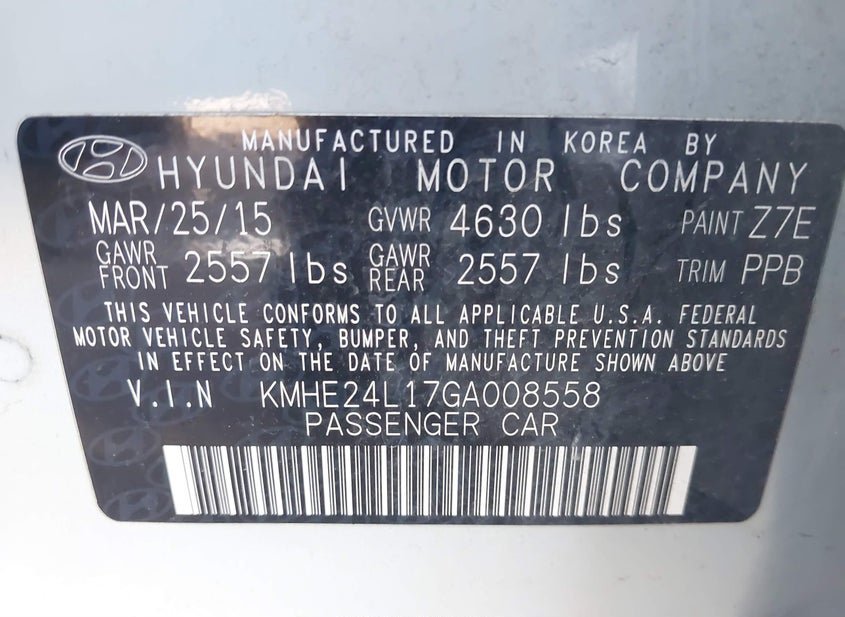 MANUFACTURED IN KOREA BY
HYUNDAI MOTOR COMPANY
MAR/25/15 GVWR 4630 lbs PAINT Z7E
GAWR FRONT 2557 lbs GAWR REAR 2557 lbs TRIM PPB
THIS VEHICLE CONFORMS TO ALL APPLICABLE U.S.A. FEDERAL
MOTOR VEHICLE SAFETY, BUMPER, AND THEFT PREVENTION STANDARDS
IN EFFECT ON THE DATE OF MANUFACTURE SHOWN ABOVE
V.I.N KMHE24L17GA008558
PASSENGER CAR